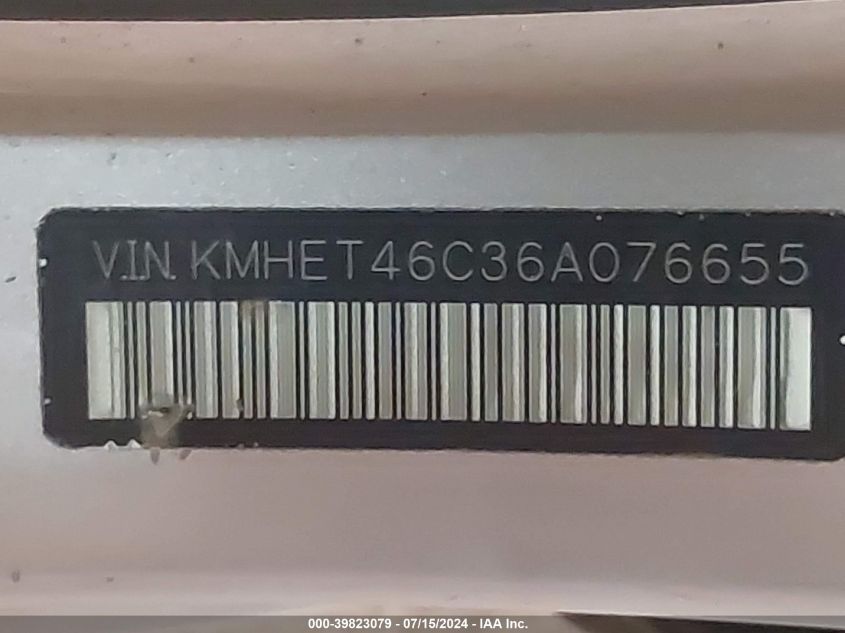 V.I.N. KMHET46C36A076655
000-39823079 - 07/15/2024 - IAA Inc.